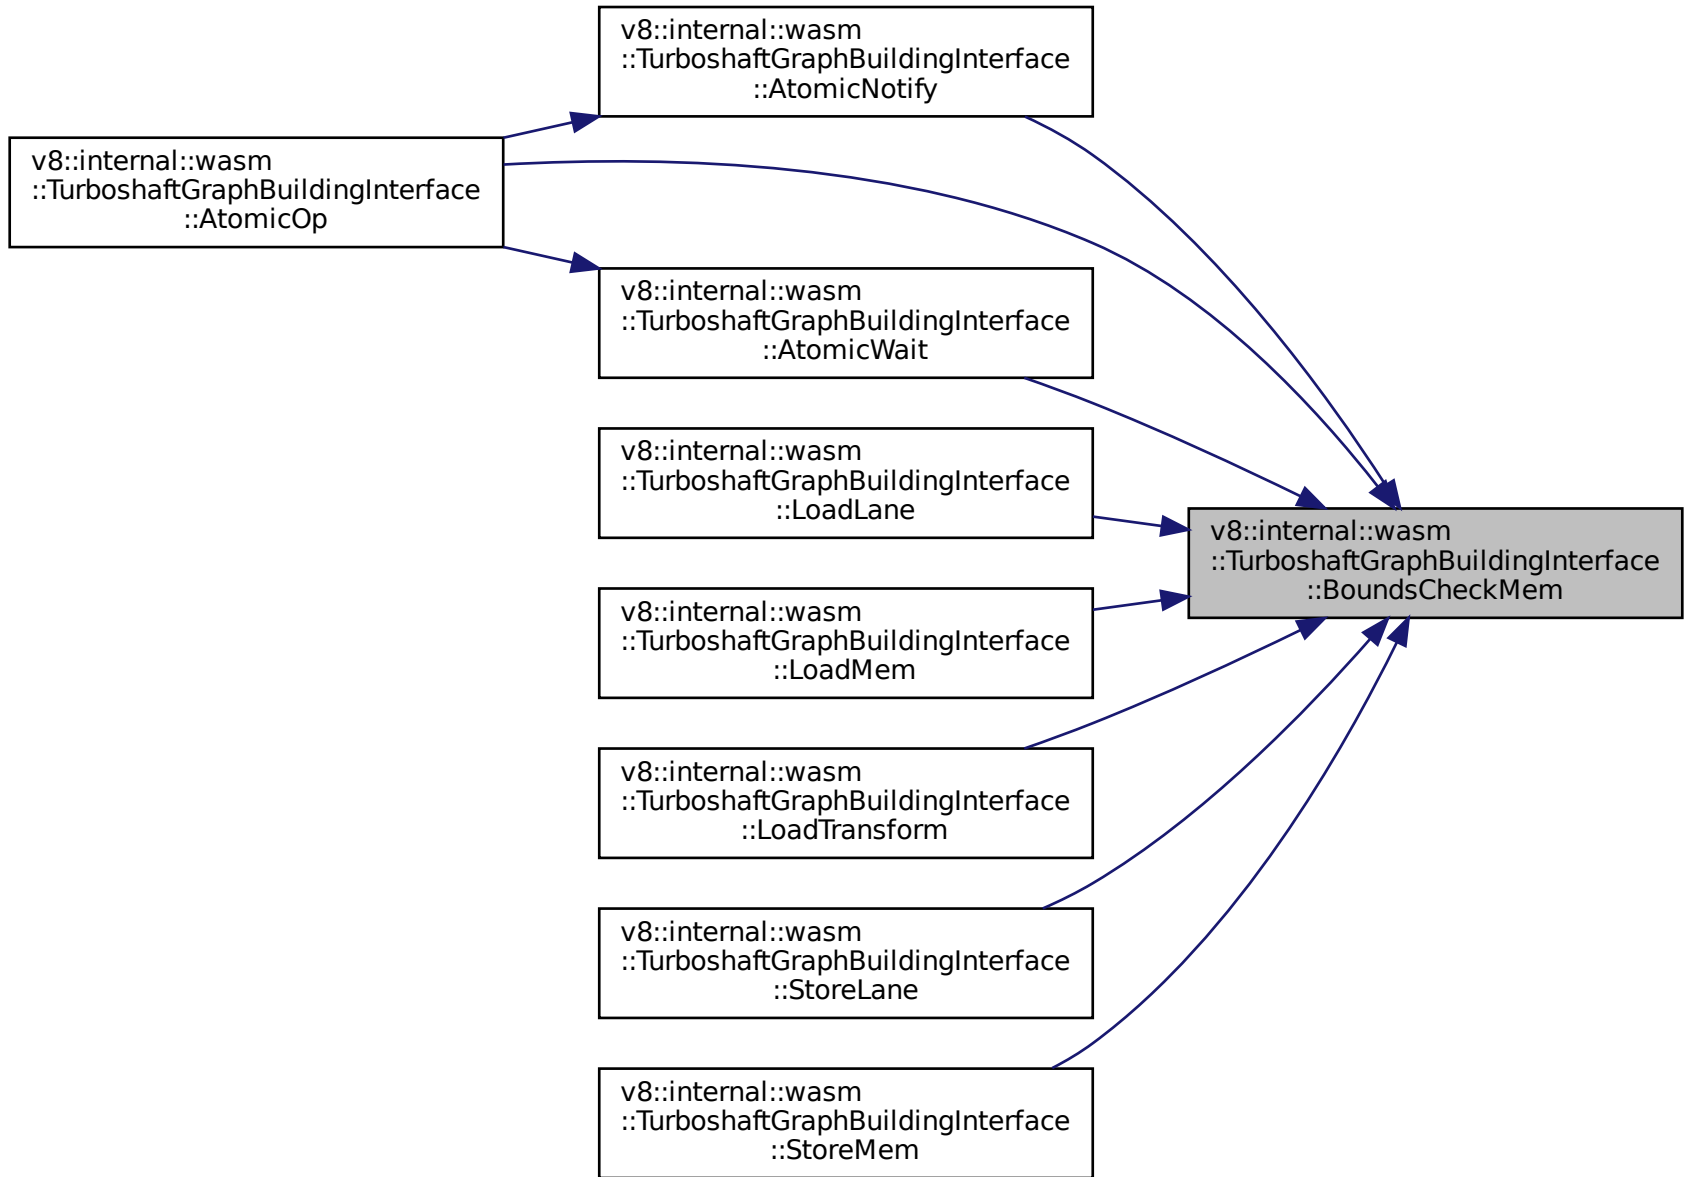 v8::internal::wasm
::TurboshaftGraphBuildingInterface
::AtomicNotify
v8::internal::wasm
::TurboshaftGraphBuildingInterface
::AtomicOp
v8::internal::wasm
::TurboshaftGraphBuildingInterface
::AtomicWait
v8::internal::wasm
::TurboshaftGraphBuildingInterface
::LoadLane
v8::internal::wasm
::TurboshaftGraphBuildingInterface
::BoundsCheckMem
v8::internal::wasm
::TurboshaftGraphBuildingInterface
::LoadMem
v8::internal::wasm
::TurboshaftGraphBuildingInterface
::LoadTransform
v8::internal::wasm
::TurboshaftGraphBuildingInterface
::StoreLane
v8::internal::wasm
::TurboshaftGraphBuildingInterface
::StoreMem